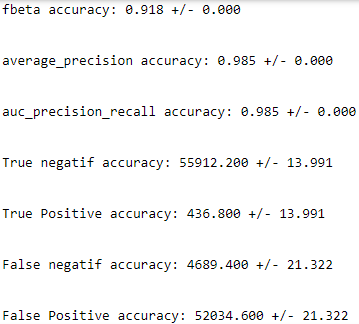 fbeta accuracy: 0.918 +/- 0.000
average_precision accuracy: 0.985 +/- 0.000
auc_precision_recall accuracy: 0.985 +/- 0.000
True negatif accuracy: 55912.200 +/- 13.991
True Positive accuracy: 436.800 +/- 13.991
False negatif accuracy: 4689.400 +/- 21.322
False Positive accuracy: 52034.600 +/- 21.322